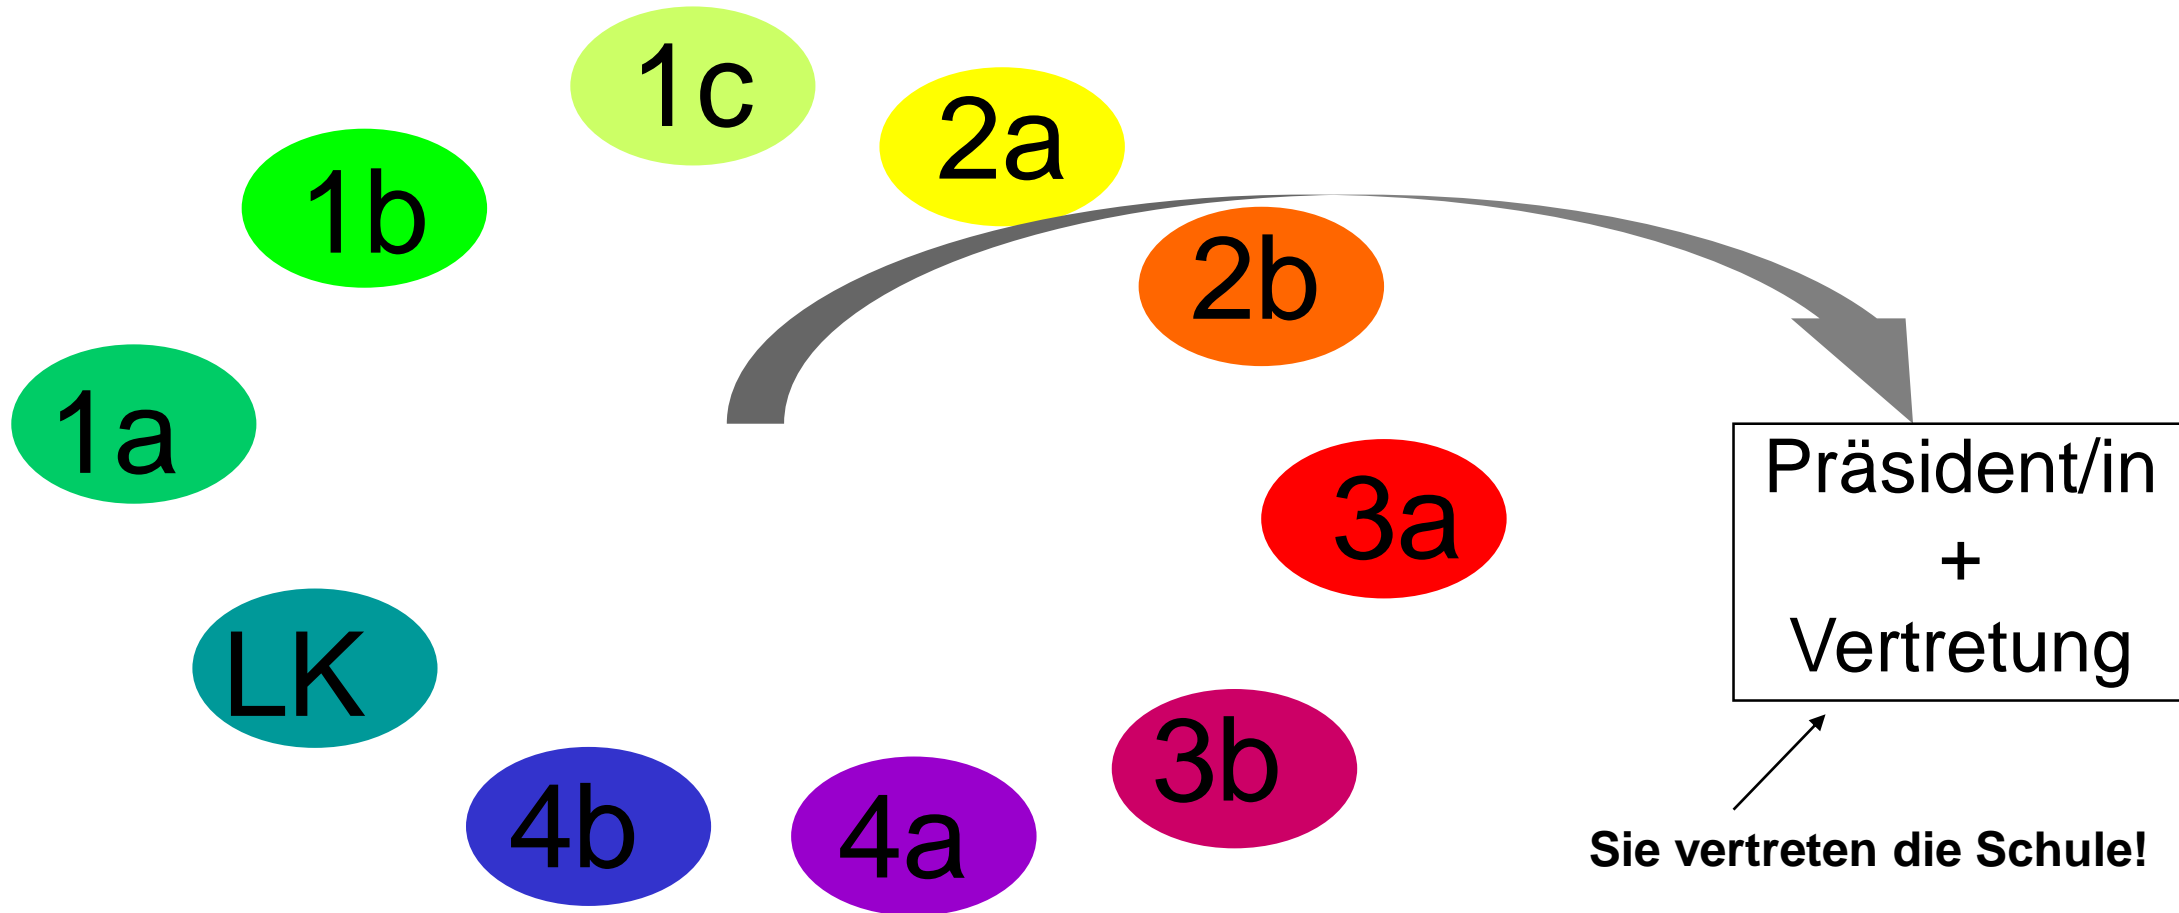 1c
2a
1b
2b
1a
3a
Präsident/in
+
Vertretung
LK
3b
4b
4a
Sie vertreten die Schule!